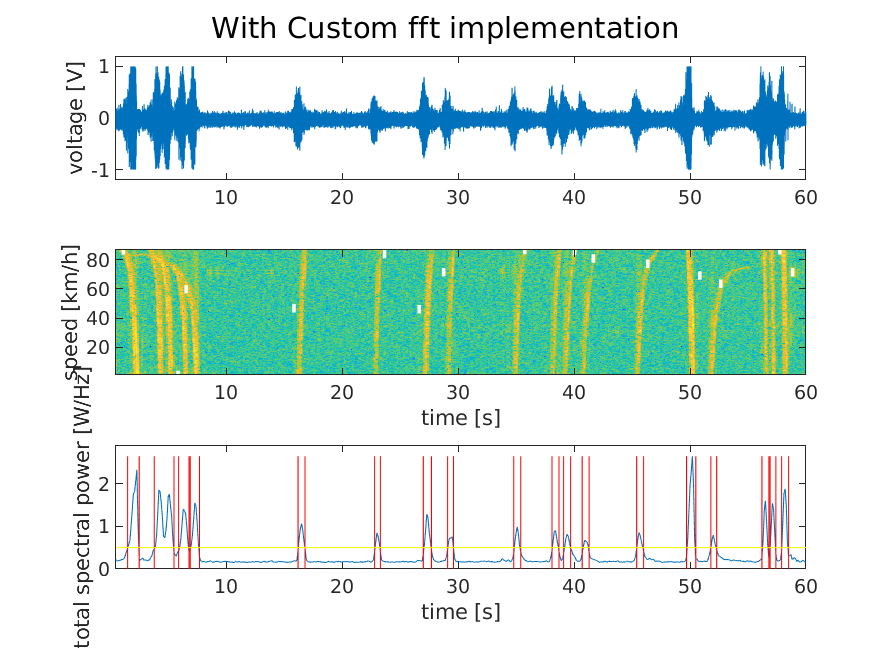 With Custom fft implementation
voltage [V]
1
0
-1
10 20 30 40 50 60
speed [km/h]
80
60
40
20
10 20 30 40 50 60
time [s]
total spectral power [W/Hz]
2
1
0
10 20 30 40 50 60
time [s]